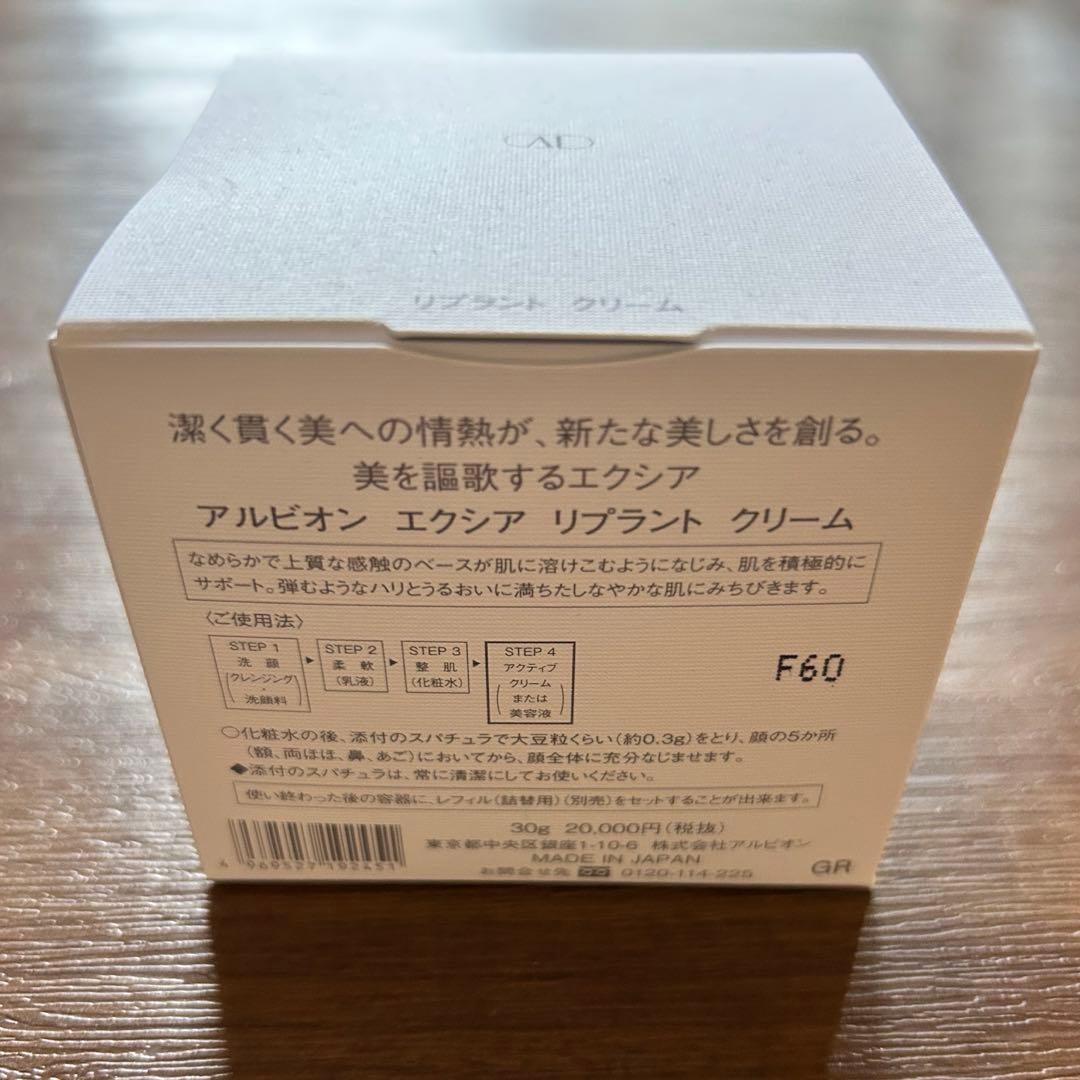 リプラント クリーム
潔く貫く美への情熱が、新たな美しさを創る。
美を謳歌するエクシア
アルビオン エクシア リプラント クリーム
なめらかで上質な感触のベースが肌に溶けこむようになじみ、肌を積極的に
サポート。弾むようなハリとうるおいに満ちたしなやかな肌にみちびきます。
〈ご使用法〉
STEP 1
洗 顔
(クレンジング・
洗顔料)
STEP 2
柔 軟
(乳液)
STEP 3
整 肌
(化粧水)
STEP 4
アクティブ
(クリーム
または
美容液)
F60
○化粧水の後、添付のスパチュラで大豆粒くらい(約0.3g)をとり、顔の5か所
(額、両ほほ、鼻、あご)においてから、顔全体に充分なじませます。
◆添付のスパチュラは、常に清潔にしてお使いください。
使い終わった後の容器に、レフィル(詰替用)(別売)をセットすることが出来ます。
30g 20,000円(税抜)
東京都中央区銀座1-10-6 株式会社アルビオン
MADE IN JAPAN
お問合せ先 0120-114-225
GR